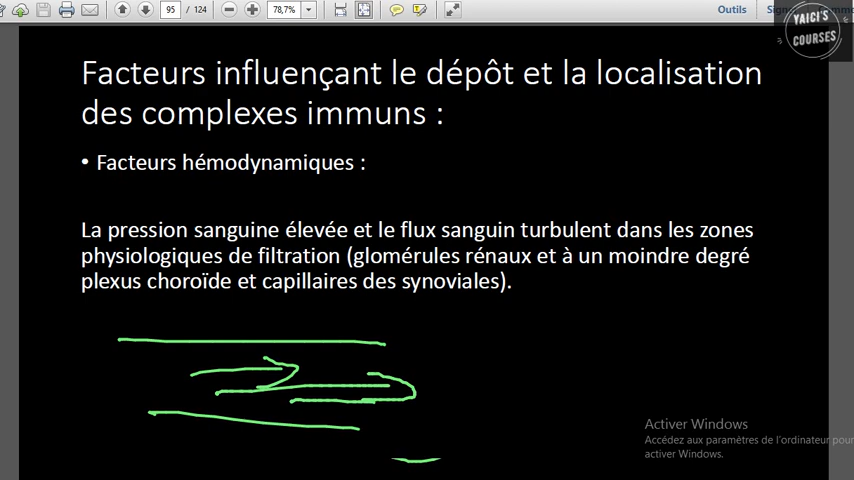 95 / 124
78,7%
Outils
YAICI'S
COURSES
Facteurs influençant le dépôt et la localisation
des complexes immuns :
• Facteurs hémodynamiques :
La pression sanguine élevée et le flux sanguin turbulent dans les zones
physiologiques de filtration (glomérules rénaux et à un moindre degré
plexus choroïde et capillaires des synoviales).
Activer Windows
Accédez aux paramètres de l'ordinateur pour
activer Windows.